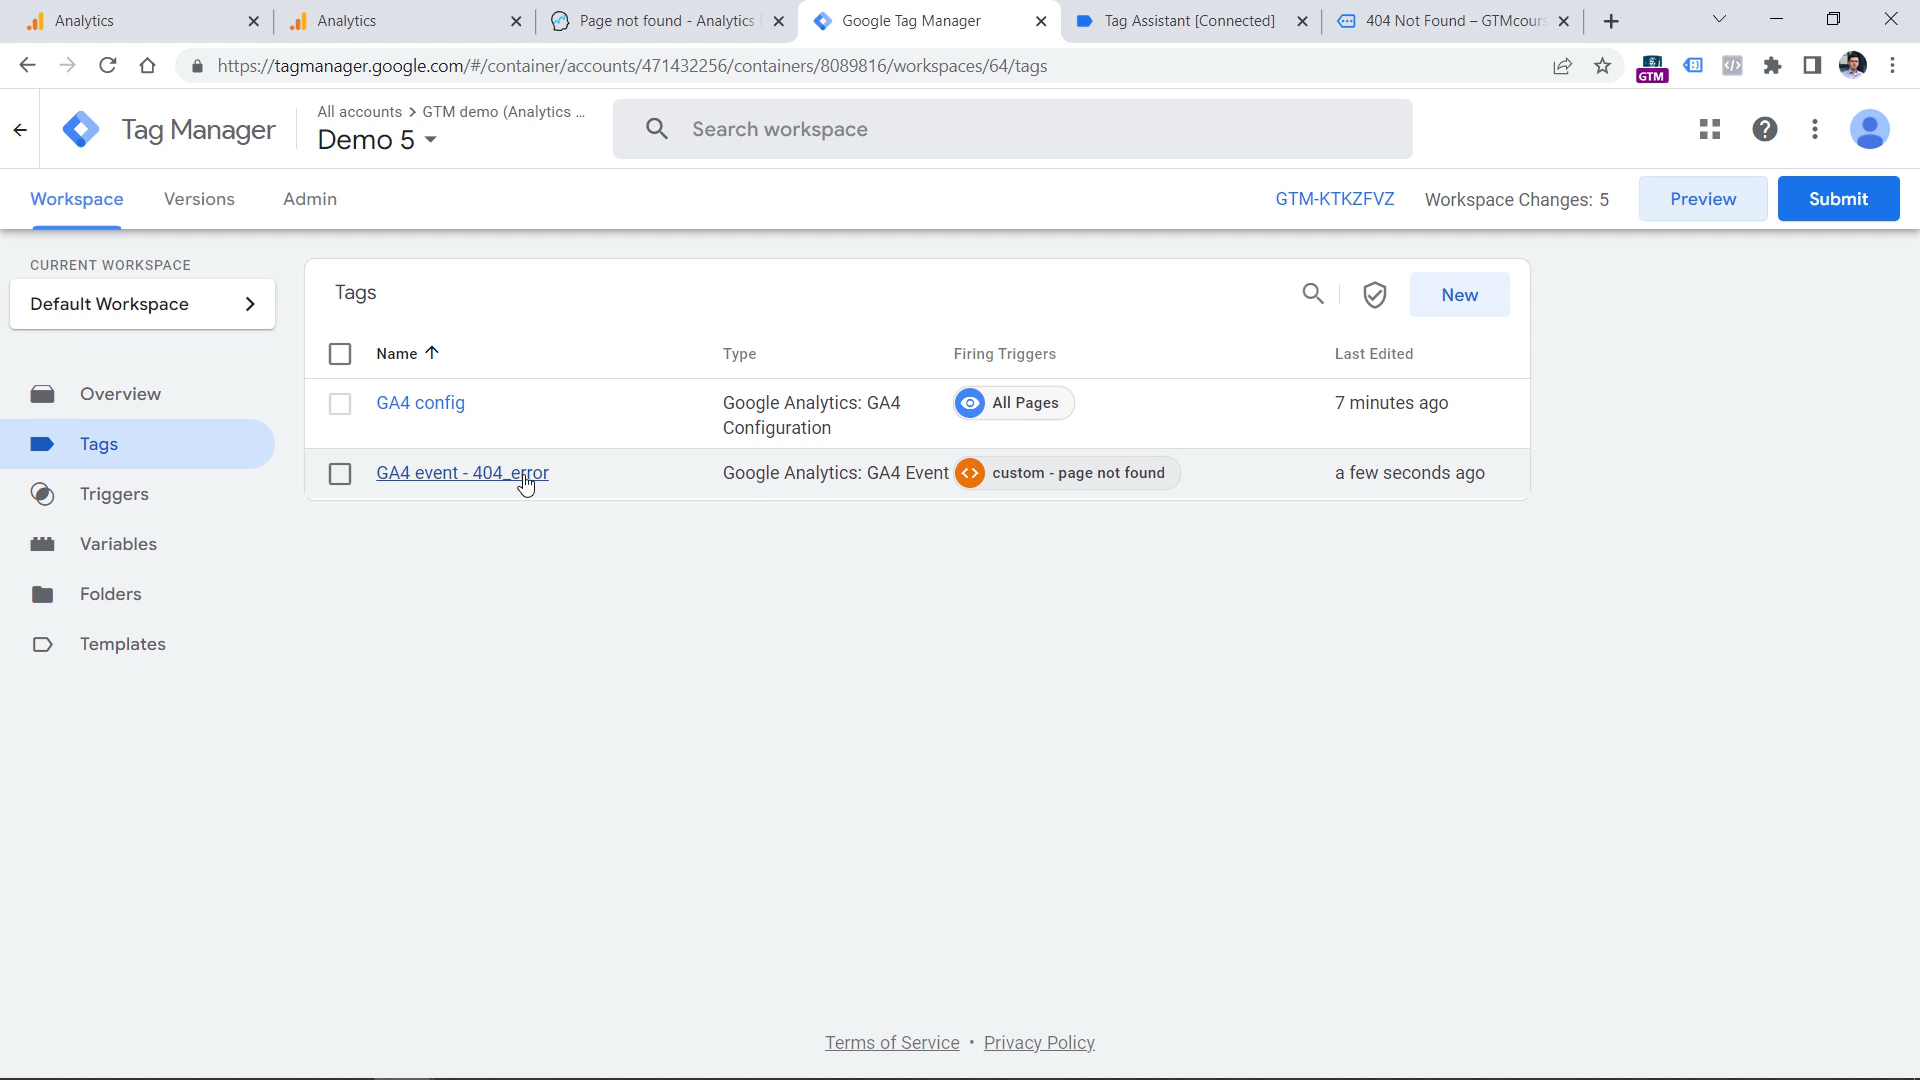 Analytics
Analytics
Page not found - Analytics
Google Tag Manager
Tag Assistant [Connected]
404 Not Found – GTMcours
https://tagmanager.google.com/#/container/accounts/471432256/containers/8089816/workspaces/64/tags
GTM
Tag Manager
All accounts > GTM demo (Analytics ...
Demo 5
Search workspace
Workspace
Versions
Admin
GTM-KTKZFVZ
Workspace Changes: 5
Preview
Submit
CURRENT WORKSPACE
Default Workspace
Overview
Tags
Triggers
Variables
Folders
Templates
Tags
New
Name
Type
Firing Triggers
Last Edited
GA4 config
Google Analytics: GA4
Configuration
All Pages
7 minutes ago
GA4 event - 404_error
Google Analytics: GA4 Event
custom - page not found
a few seconds ago
Terms of Service • Privacy Policy